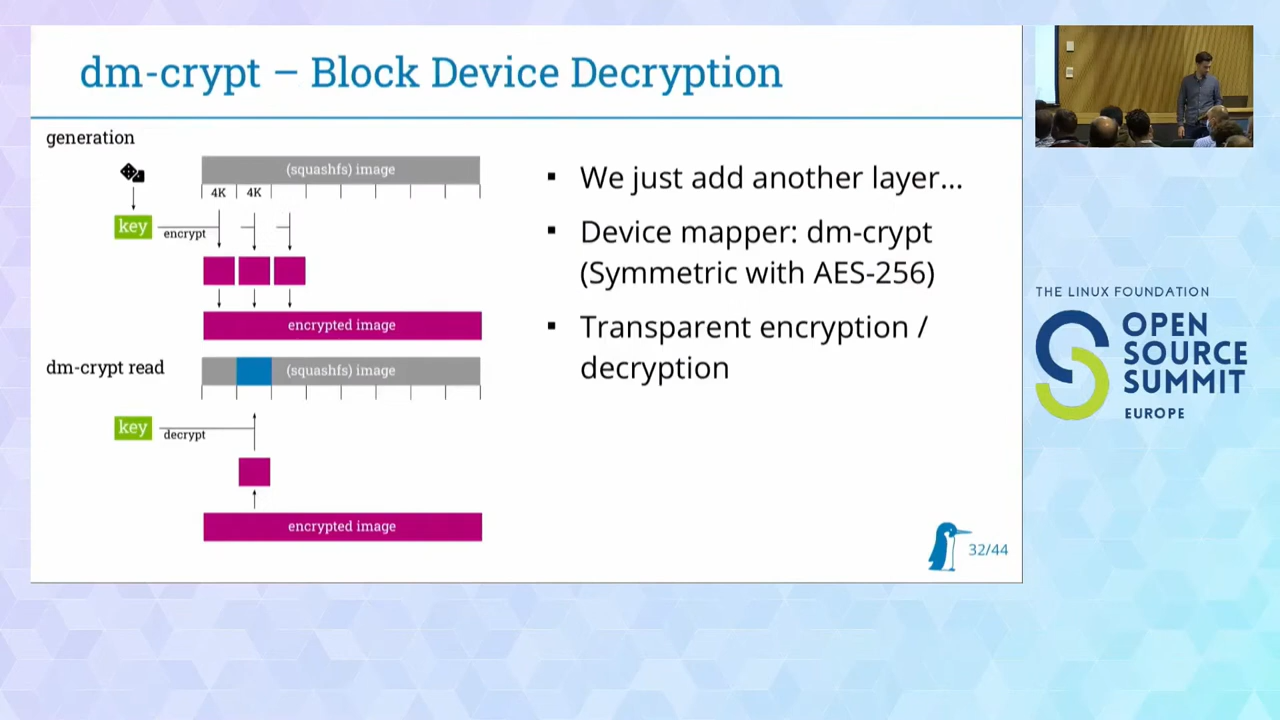 dm-crypt – Block Device Decryption
generation
(squashfs) image
4K 4K
key
encrypt
encrypted image
dm-crypt read
(squashfs) image
key
decrypt
encrypted image
▪ We just add another layer...
▪ Device mapper: dm-crypt
(Symmetric with AES-256)
▪ Transparent encryption /
decryption
32/44
THE LINUX FOUNDATION
OPEN
SOURCE
SUMMIT
EUROPE